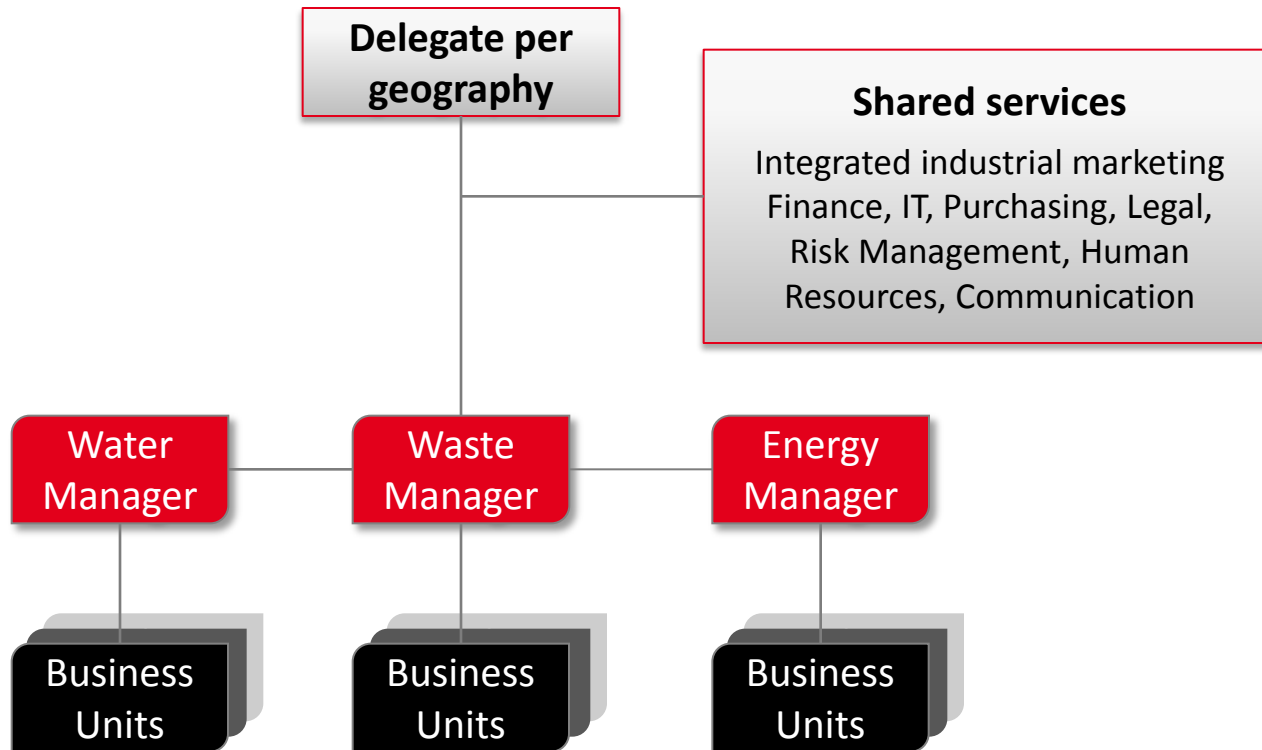 Delegate per
geography
Shared services
Integrated industrial marketing
Finance, IT, Purchasing, Legal,
Risk Management, Human
Resources, Communication
Water
Manager
Waste
Manager
Energy
Manager
Business
Units
Business
Units
Business
Units